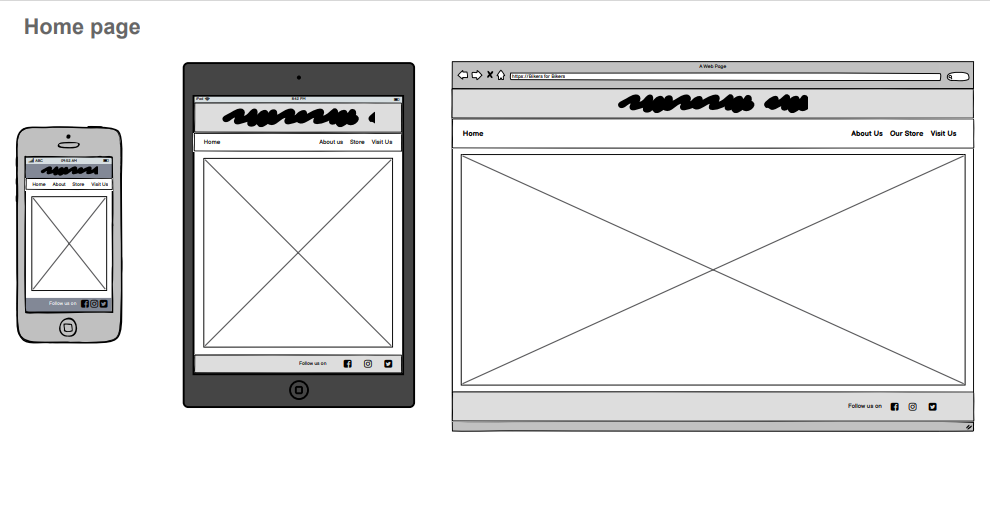 Home page
ABC 09:52 AM
Home About Store Visit Us
Follow us on
iPad 8:52 PM
Home About us Store Visit Us
Follow us on
A Web Page
https://Bikers for Bikers
Home About Us Our Store Visit Us
Follow us on